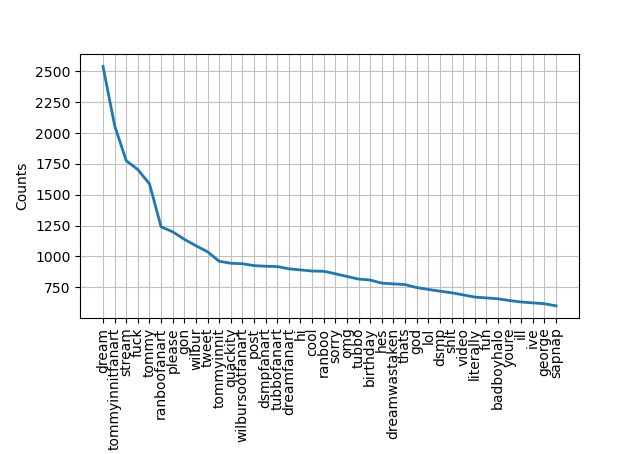 2500
2250
2000
1750
1500
1250
1000
750
Counts
dream
tommyinnitfanart
stream
fuck
tommy
ranboofanart
please
gon
wilbur
tweet
tommyinnit
quackity
wilbursootfanart
post
dsmpfanart
tubbofanart
dreamfanart
hi
cool
ranboo
sorry
omg
tubbo
birthday
hes
dreamwastaken
thats
god
lol
dsmp
shit
video
literally
fun
badboyhalo
youre
ill
ive
george
sapnap